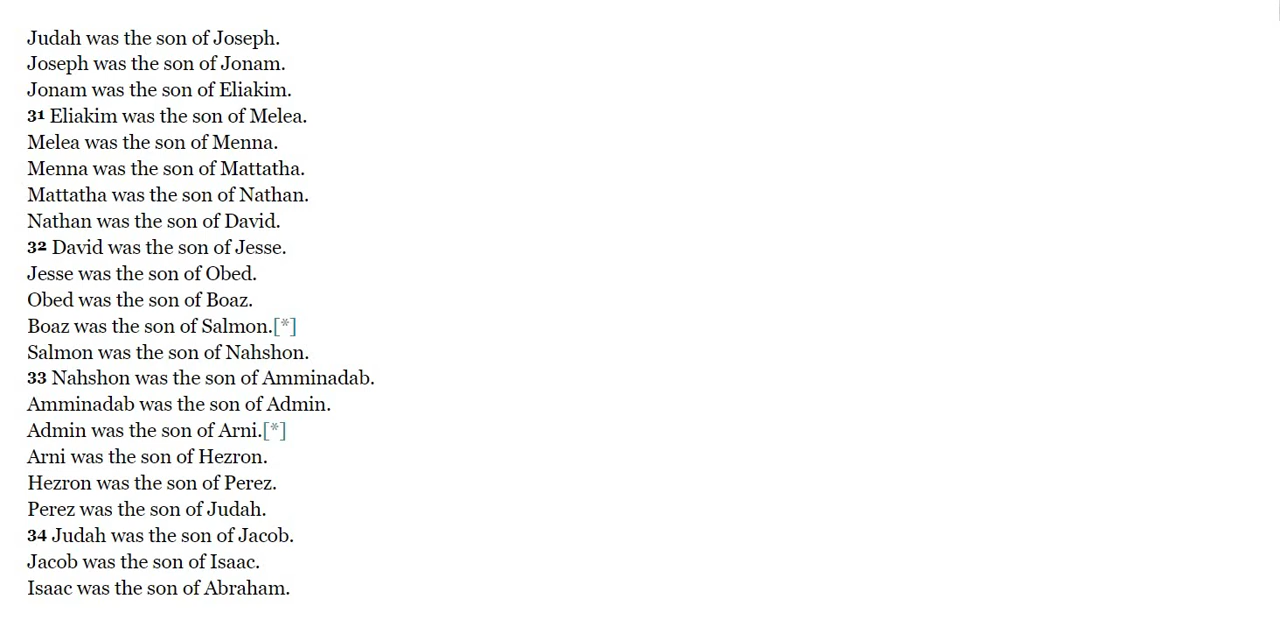 Judah was the son of Joseph.
Joseph was the son of Jonam.
Jonam was the son of Eliakim.
31 Eliakim was the son of Melea.
Melea was the son of Menna.
Menna was the son of Mattatha.
Mattatha was the son of Nathan.
Nathan was the son of David.
32 David was the son of Jesse.
Jesse was the son of Obed.
Obed was the son of Boaz.
Boaz was the son of Salmon.[*]
Salmon was the son of Nahshon.
33 Nahshon was the son of Amminadab.
Amminadab was the son of Admin.
Admin was the son of Arni.[*]
Arni was the son of Hezron.
Hezron was the son of Perez.
Perez was the son of Judah.
34 Judah was the son of Jacob.
Jacob was the son of Isaac.
Isaac was the son of Abraham.